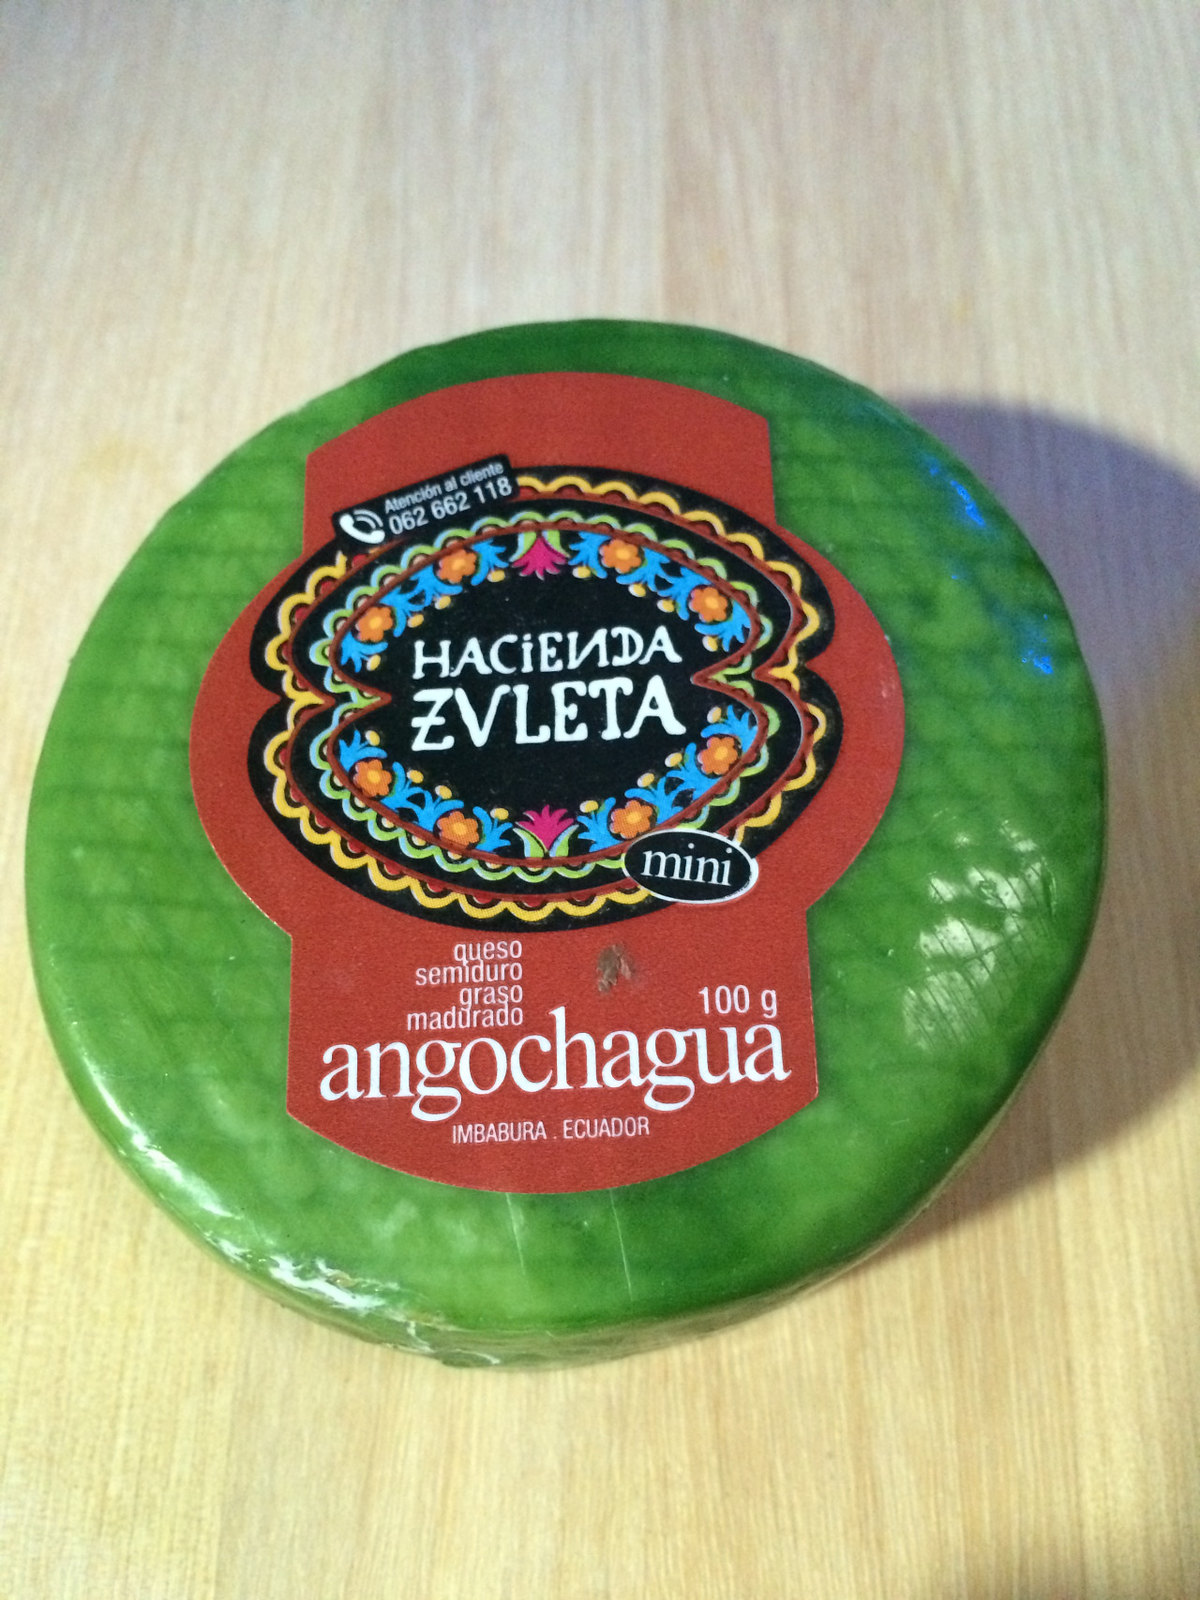 Atención al cliente
062 662 118
HACiENDA
ZVLETA
mini
queso
semiduro
graso
madurado
100 g
angochagua
IMBABURA . ECUADOR